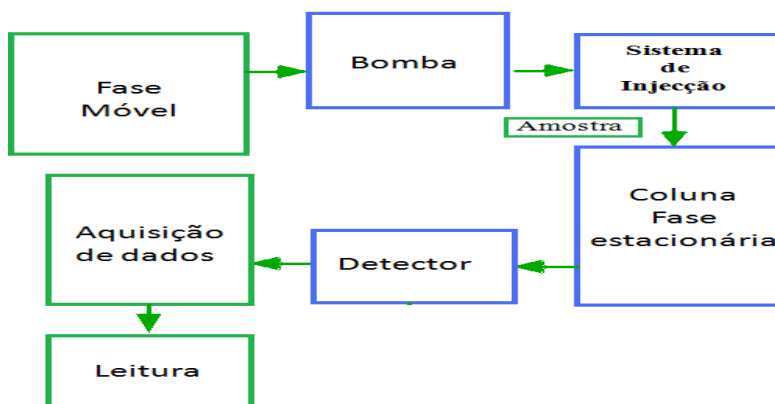 Fase
Móvel
Bomba
Sistema
de
Injecção
Amostra
Coluna
Fase
estacionária
Detector
Aquisição
de dados
Leitura